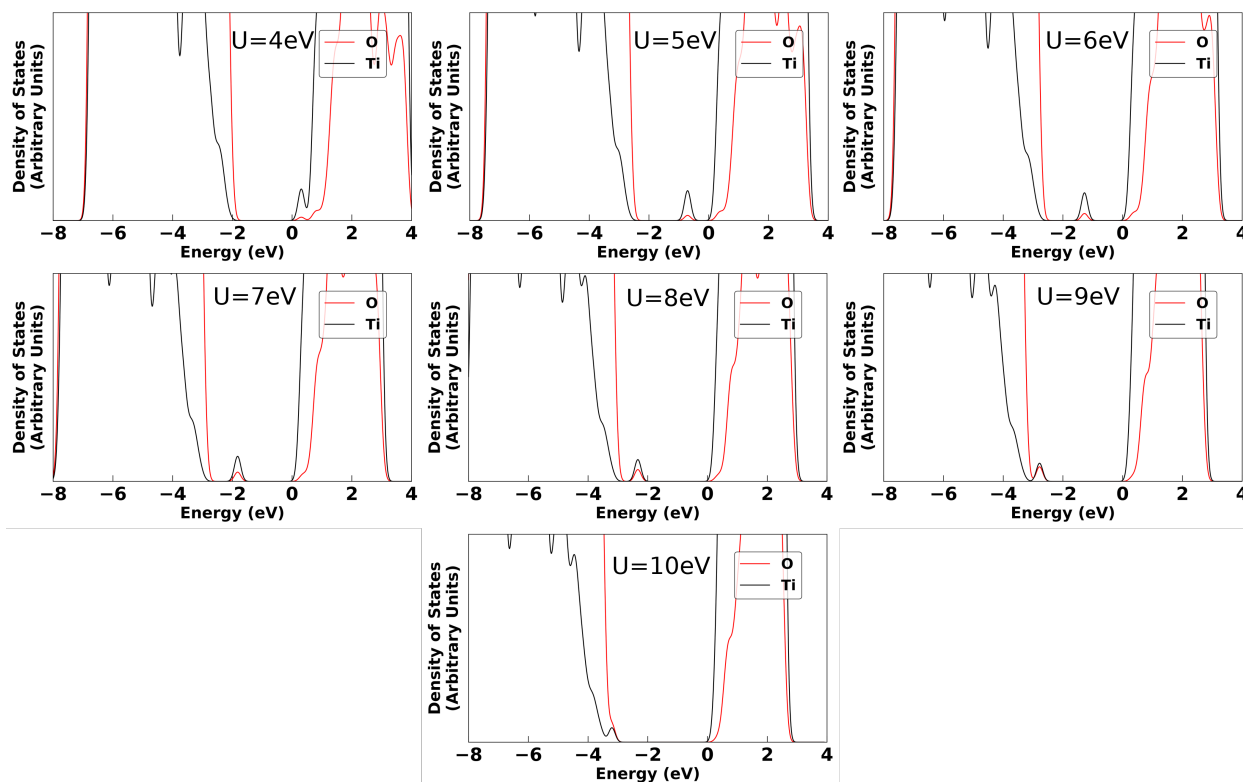 Density of States
(Arbitrary Units)
U=4eV
O
Ti
−8 −6 −4 −2 0 2 4
Energy (eV)
Density of States
(Arbitrary Units)
U=5eV
O
Ti
−8 −6 −4 −2 0 2 4
Energy (eV)
Density of States
(Arbitrary Units)
U=6eV
O
Ti
−8 −6 −4 −2 0 2 4
Energy (eV)
Density of States
(Arbitrary Units)
U=7eV
O
Ti
−8 −6 −4 −2 0 2 4
Energy (eV)
Density of States
(Arbitrary Units)
U=8eV
O
Ti
−8 −6 −4 −2 0 2 4
Energy (eV)
Density of States
(Arbitrary Units)
U=9eV
O
Ti
−8 −6 −4 −2 0 2 4
Energy (eV)
Density of States
(Arbitrary Units)
U=10eV
O
Ti
−8 −6 −4 −2 0 2 4
Energy (eV)